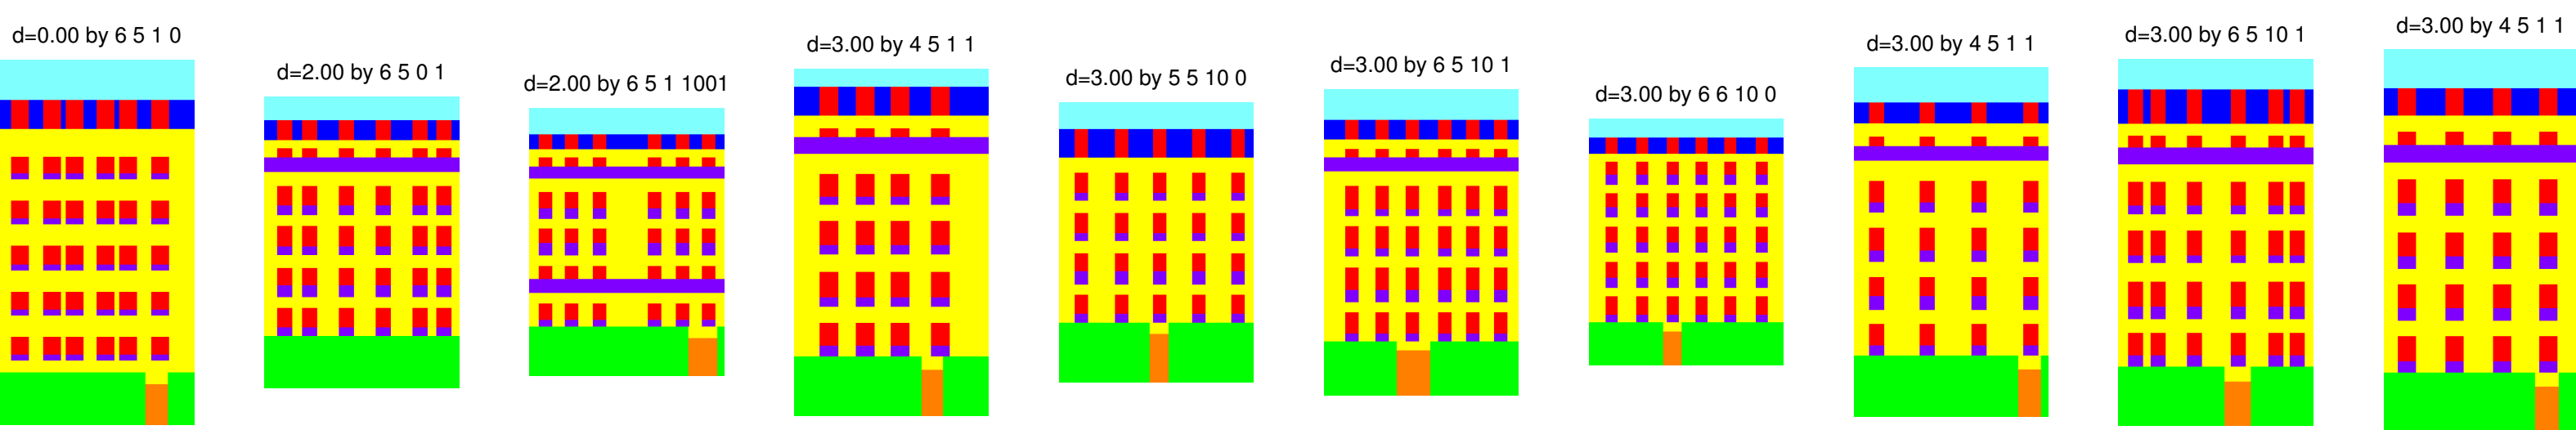 d=0.00 by 6 5 1 0
d=2.00 by 6 5 0 1
d=2.00 by 6 5 1 1001
d=3.00 by 4 5 1 1
d=3.00 by 5 5 10 0
d=3.00 by 6 5 10 1
d=3.00 by 6 6 10 0
d=3.00 by 4 5 1 1
d=3.00 by 6 5 10 1
d=3.00 by 4 5 1 1